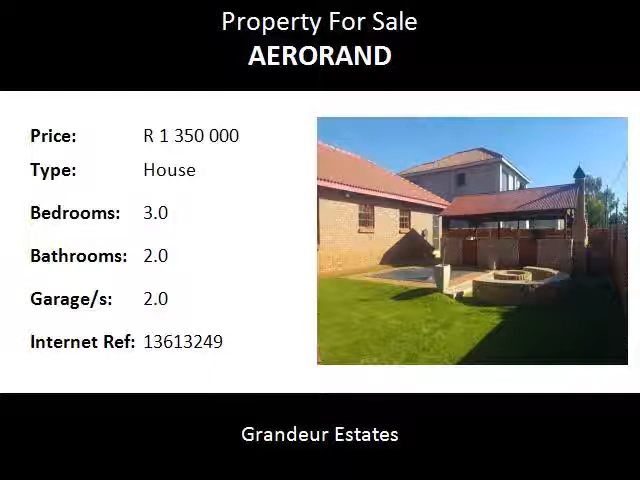 Property For Sale
AERORAND
Price: R 1 350 000
Type: House
Bedrooms: 3.0
Bathrooms: 2.0
Garage/s: 2.0
Internet Ref: 13613249
Grandeur Estates